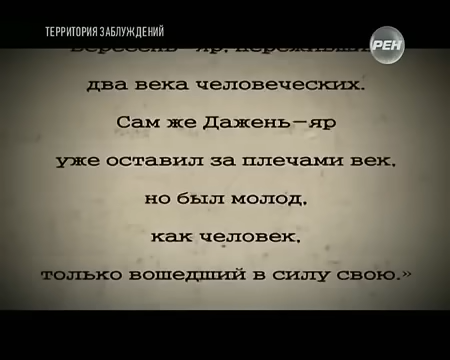 ТЕРРИТОРИЯ ЗАБЛУЖДЕНИЙ
РЕН
два века человеческих.
Сам же Дажень-яр
уже оставил за плечами век,
но был молод,
как человек,
только вошедший в силу свою.»